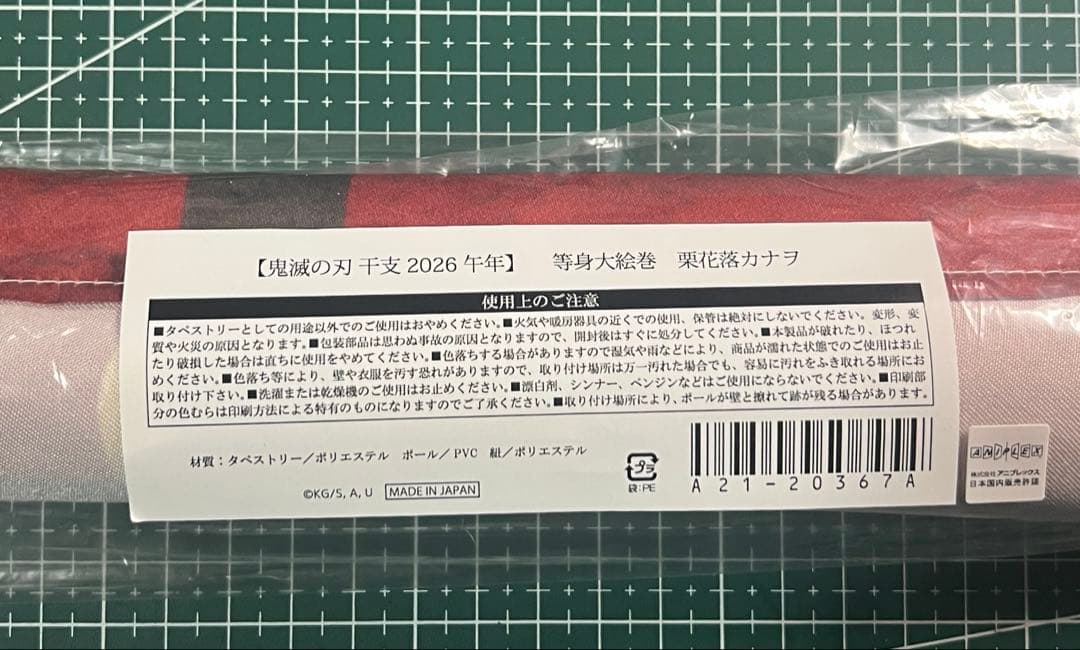 【鬼滅の刃 干支 2026 午年】　等身大絵巻　栗花落カナヲ
使用上のご注意
■タペストリーとしての用途以外でのご使用はおやめください。■火気や暖房器具の近くでの使用、保管は絶対にしないでください。変形、変
質や火災の原因となります。■包装部品は思わぬ事故の原因となりますので、開封後はすぐに処分してください。■本製品が破れたり、ほつれ
たり破損した場合は直ちに使用をやめてください。■色落ちする場合がありますので湿気や雨などにより、商品が濡れた状態でのご使用はお止
めください。■色落ち等により、壁や衣服を汚す恐れがありますので、取り付け場所は万一汚れた場合でも、容易に汚れをふき取れる場所にお
取り付け下さい。■洗濯または乾燥機のご使用はお止めください。■漂白剤、シンナー、ベンジンなどはご使用にならないでください。■印刷部
分の色むらは印刷方法による特有のものになりますのでご了承ください。■取り付け場所により、ポールが壁と擦れて跡が残る場合があります。
材質：タペストリー／ポリエステル　ポール／PVC　紐／ポリエステル
プラ
袋:PE
©KG/S, A, U　MADE IN JAPAN
A21-20367A
ANIPLEX
株式会社アニプレックス
日本国内販売許諾